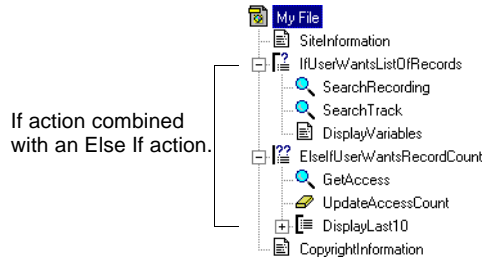 My File
SiteInformation
IfUserWantsListOfRecords
SearchRecording
SearchTrack
DisplayVariables
If action combined
with an Else If action.
ElseIfUserWantsRecordCount
GetAccess
UpdateAccessCount
DisplayLast10
CopyrightInformation